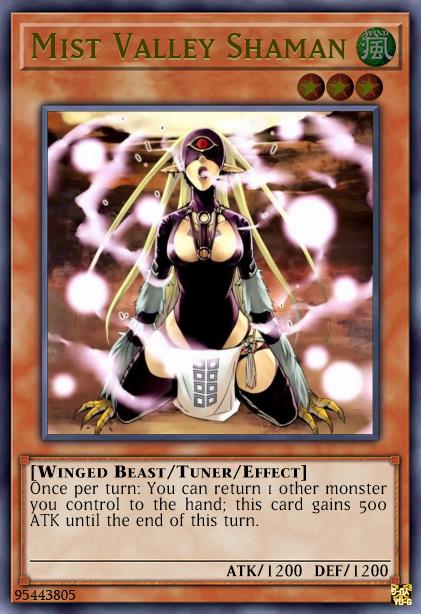 MIST VALLEY SHAMAN
WIND
風
[WINGED BEAST/TUNER/EFFECT]
Once per turn: You can return 1 other monster
you control to the hand; this card gains 500
ATK until the end of this turn.
ATK/1200 DEF/1200
95443805